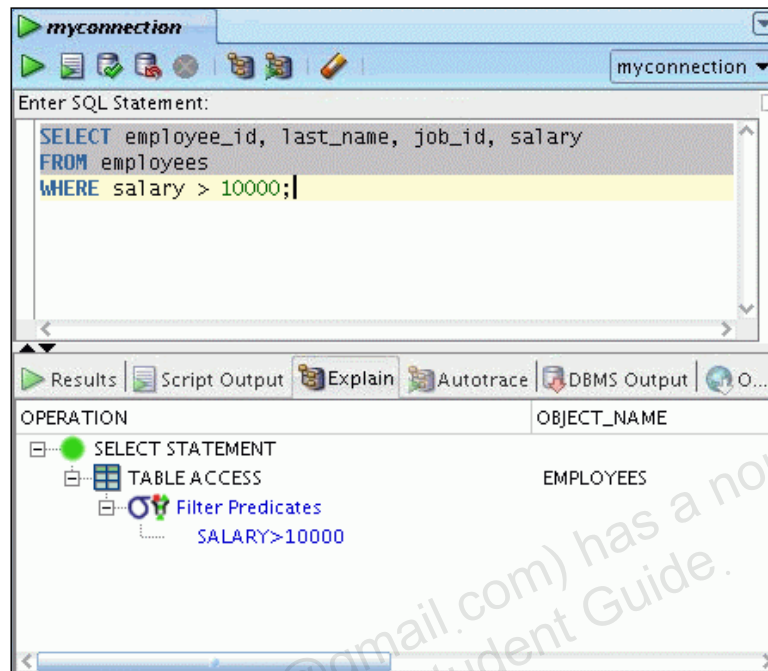 myconnection
myconnection
Enter SQL Statement:
SELECT employee_id, last_name, job_id, salary
FROM employees
WHERE salary > 10000;
Results Script Output Explain Autotrace DBMS Output O...
OPERATION OBJECT_NAME
SELECT STATEMENT
TABLE ACCESS EMPLOYEES
Filter Predicates
SALARY>10000
) has a
gmail.com
Guide.